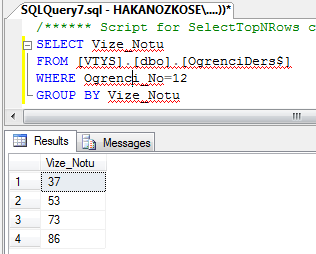 SQLQuery7.sql - HAKANOZKOSE\....))*
/****** Script for SelectTopNRows c
SELECT Vize_Notu
FROM [VTYS].[dbo].[OgrenciDers$]
WHERE Ogrenci_No=12
GROUP BY Vize_Notu
Results Messages
Vize_Notu
1 37
2 53
3 73
4 86